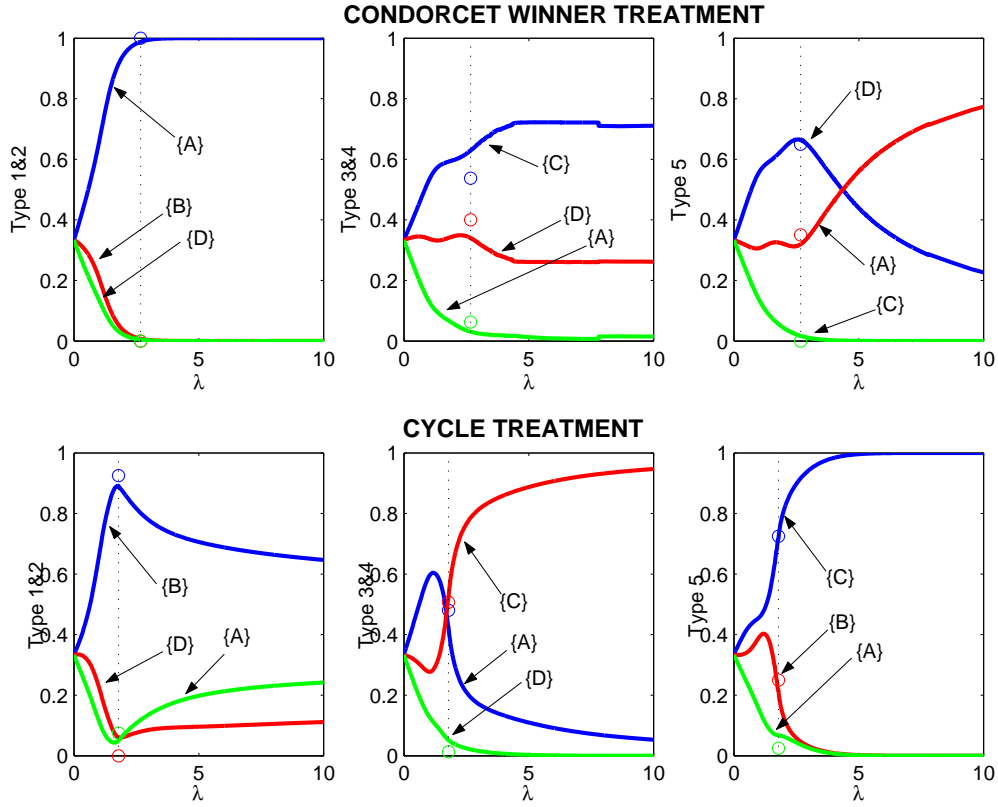 CONDORCET WINNER TREATMENT
1
0.8
0.6
0.4
0.2
0
Type 1&2
{A}
{B}
{D}
0 5 10
λ
1
0.8
0.6
0.4
0.2
0
Type 3&4
{C}
{D}
{A}
0 5 10
λ
1
0.8
0.6
0.4
0.2
0
Type 5
{D}
{A}
{C}
0 5 10
λ
CYCLE TREATMENT
1
0.8
0.6
0.4
0.2
0
Type 1&2
{B}
{D}
{A}
0 5 10
λ
1
0.8
0.6
0.4
0.2
0
Type 3&4
{C}
{A}
{D}
0 5 10
λ
1
0.8
0.6
0.4
0.2
0
Type 5
{C}
{B}
{A}
0 5 10
λ